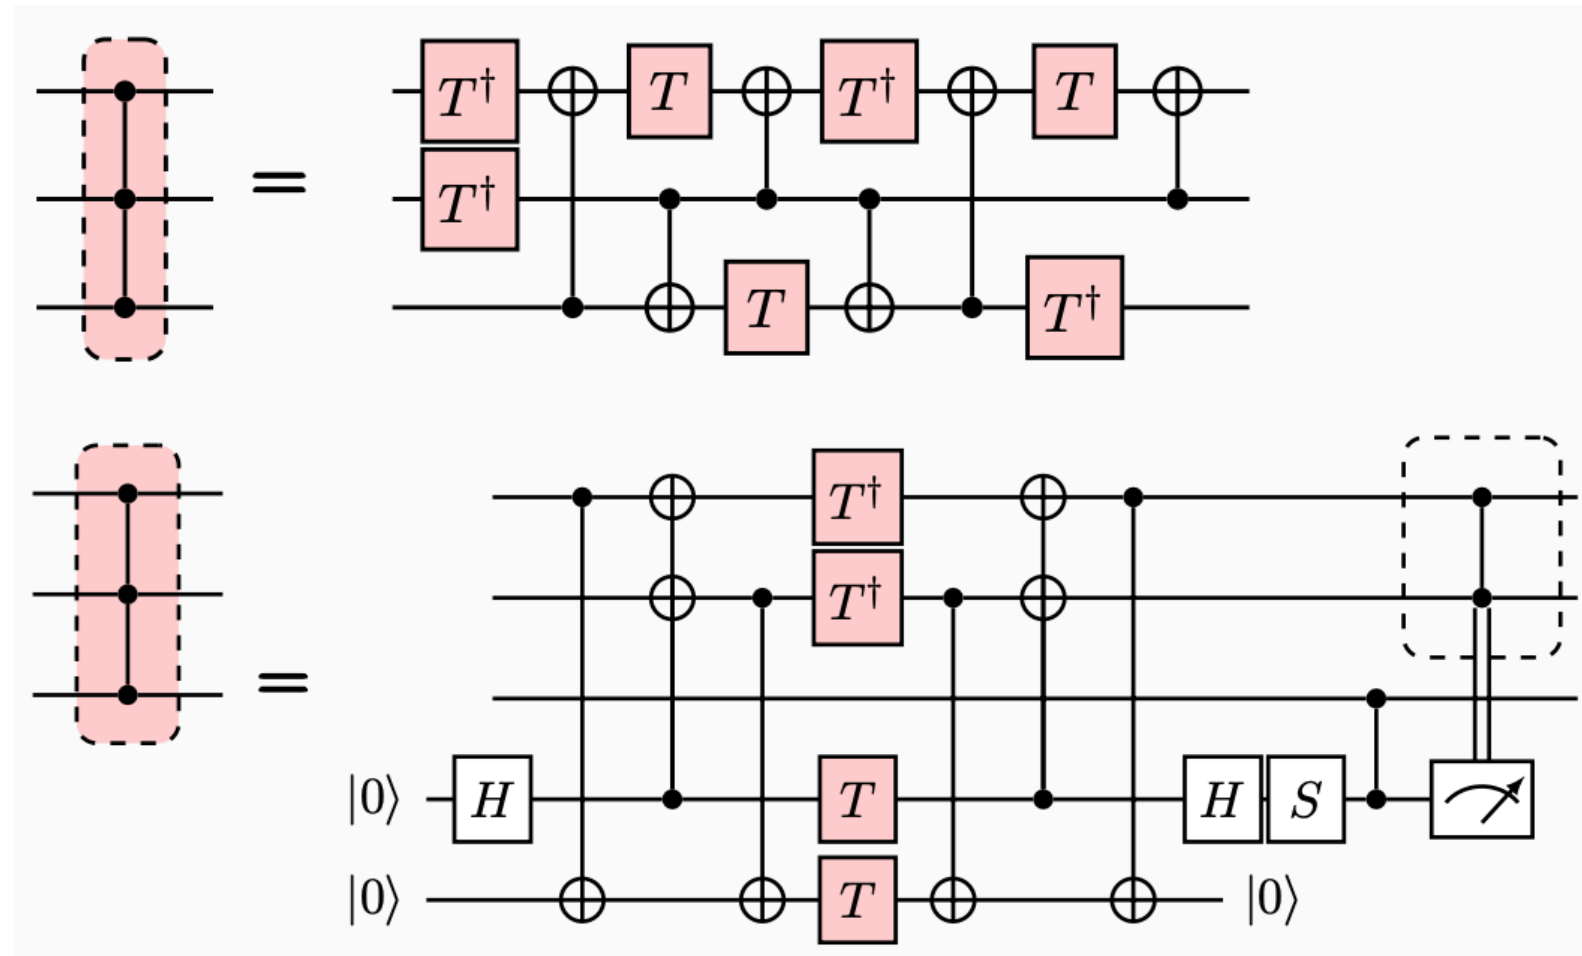 = T† T T† T
T†
T T†
= T†
T†
|0⟩ H T H S
|0⟩ T |0⟩